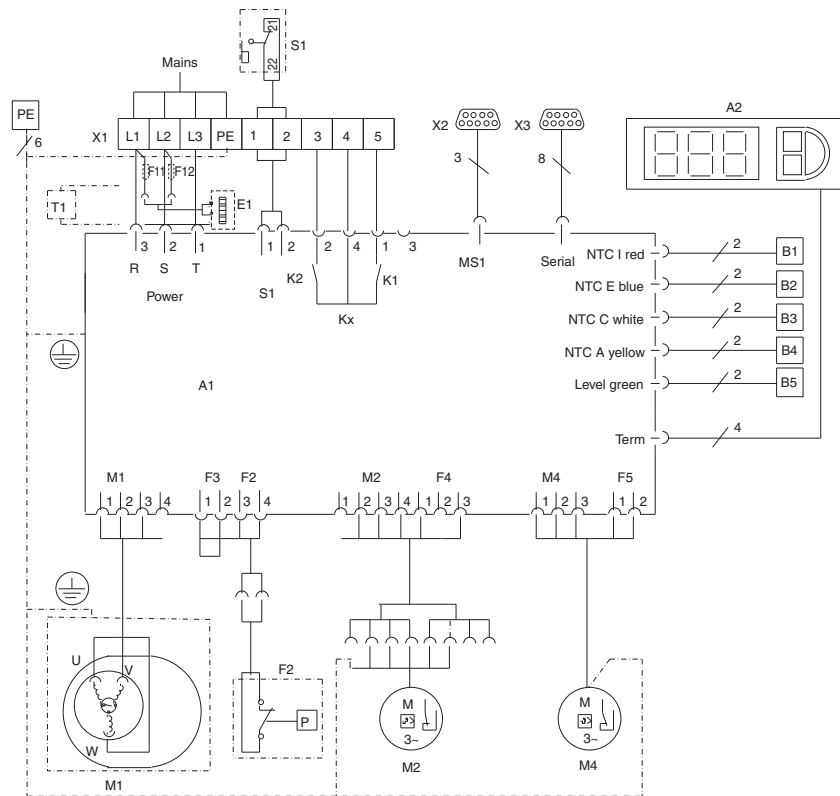 21
22
S1
Mains
A2
PE
X1 L1 L2 L3 PE 1 2 3 4 5
X2 X3
6
3 8
F11 F12
T1
E1
3 2 1 1 2 2 4 1 3
R S T
MS1 Serial
NTC I red 2 B1
K2 K1
S1
NTC E blue 2 B2
Power
Kx
NTC C white 2 B3
NTC A yellow 2 B4
A1
Level green 2 B5
Term 4
M1 F3 F2 M2 F4 M4 F5
1 2 3 4 1 2 3 4 1 2 3 4 1 2 3 1 2 3 1 2
U V
F2
P
W
M
3~
M
3~
M1 M2 M4